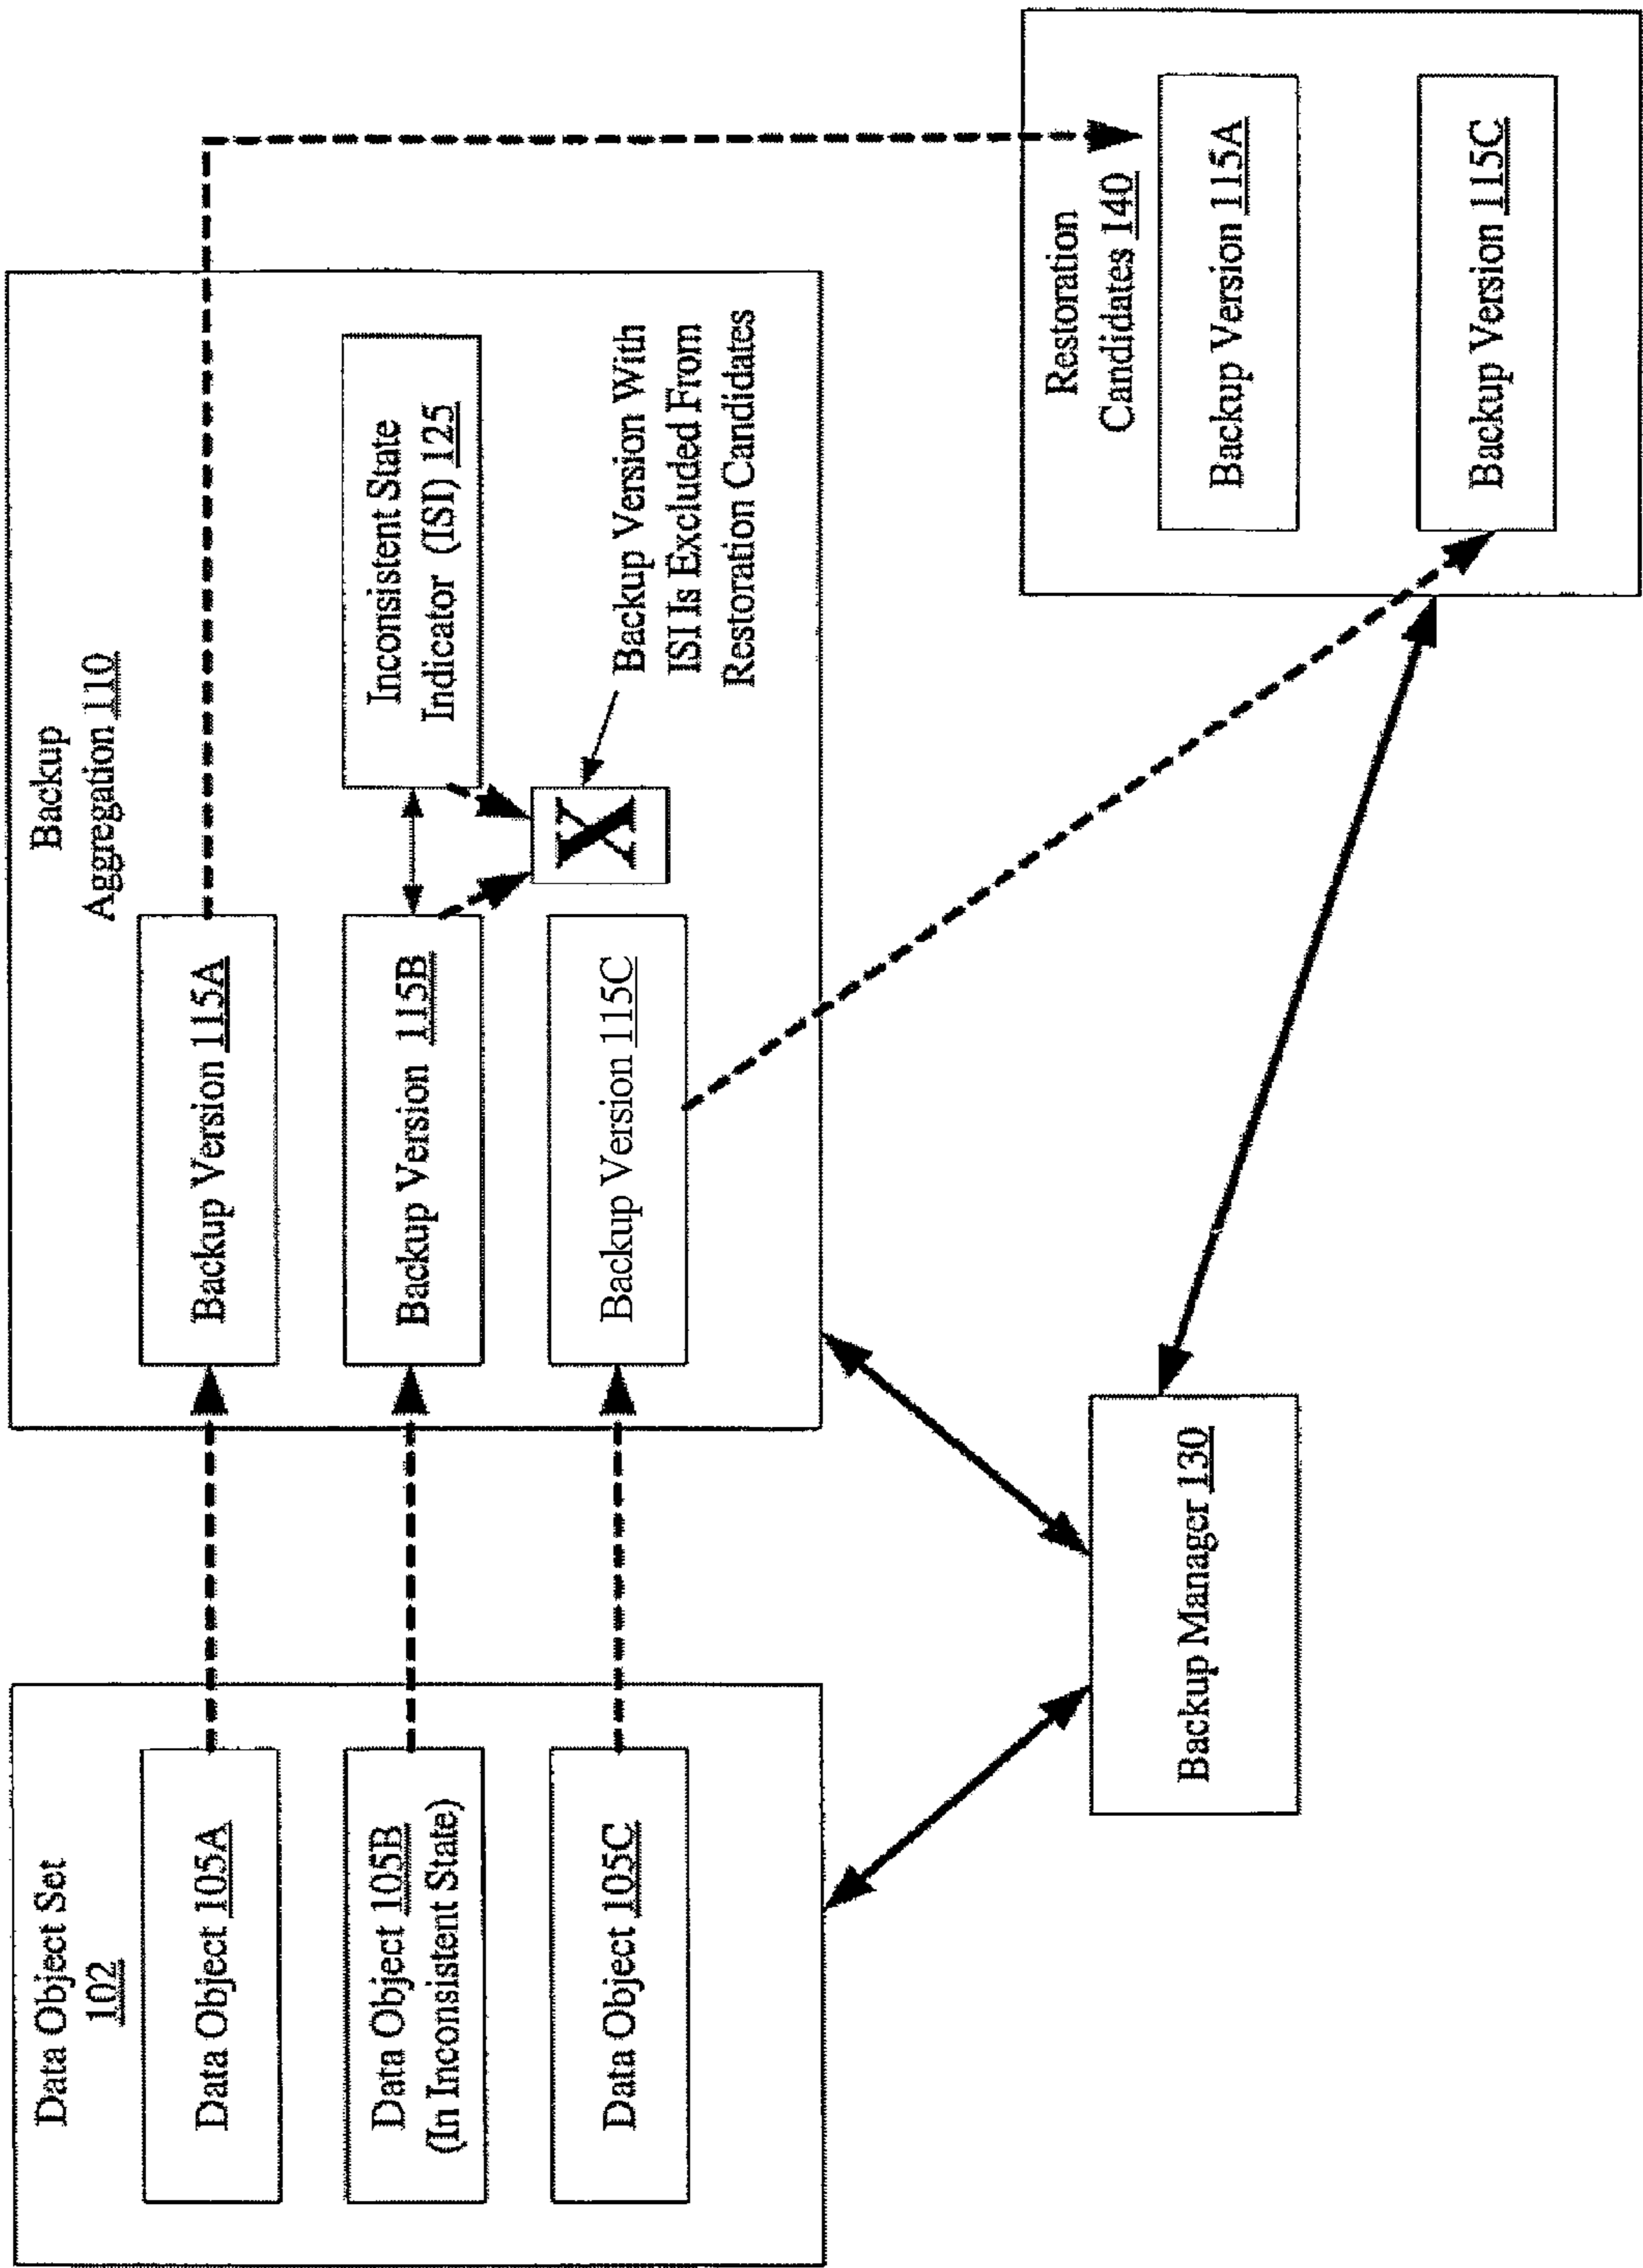 Data Object Set
102
Data Object 105A
Data Object 105B
(In Inconsistent State)
Data Object 105C
Backup
Aggregation 110
Backup Version 115A
Backup Version 115B
Backup Version 115C
Inconsistent State
Indicator (ISI) 125
X
Backup Version With
ISI Is Excluded From
Restoration Candidates
Backup Manager 130
Restoration
Candidates 140
Backup Version 115A
Backup Version 115C